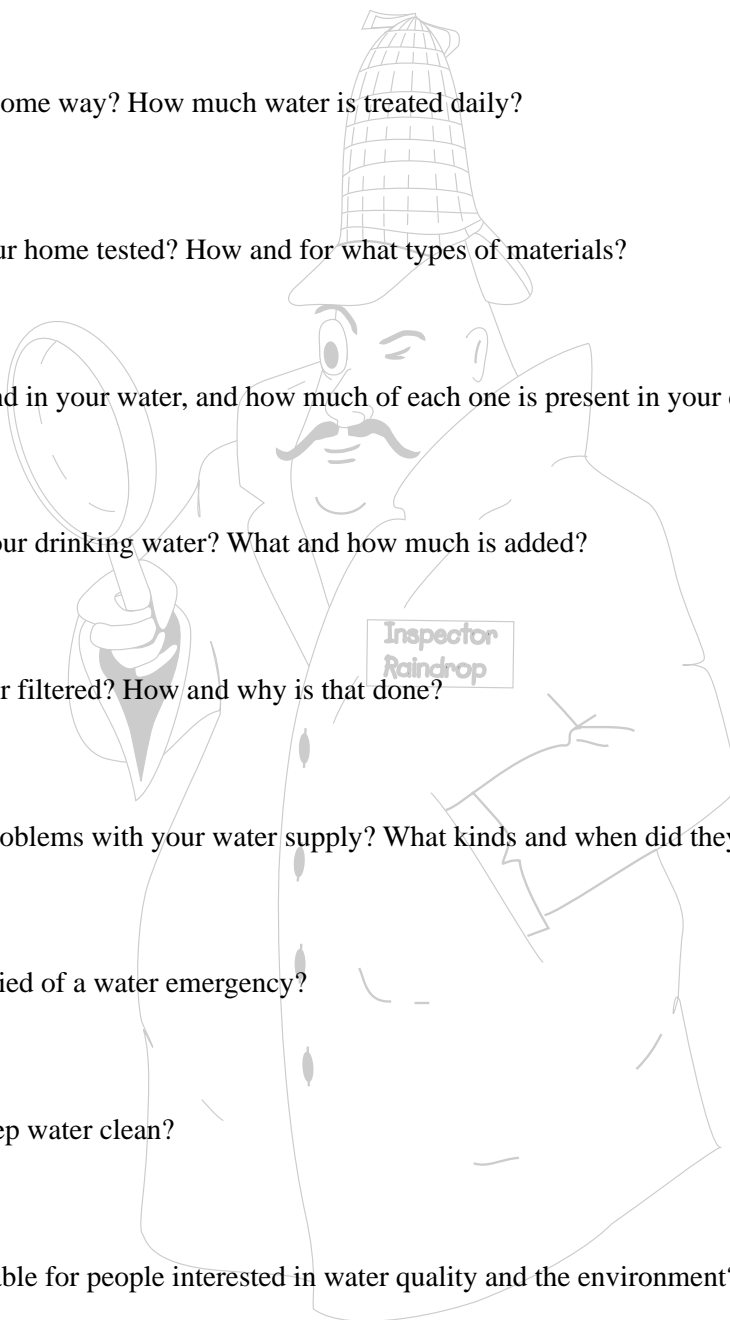 ome way? How much water is treated daily?
ur home tested? How and for what types of materials?
nd in your water, and how much of each one is present in your
our drinking water? What and how much is added?
Inspector
Raindrop
r filtered? How and why is that done?
oblems with your water supply? What kinds and when did they
ied of a water emergency?
ep water clean?
able for people interested in water quality and the environment?